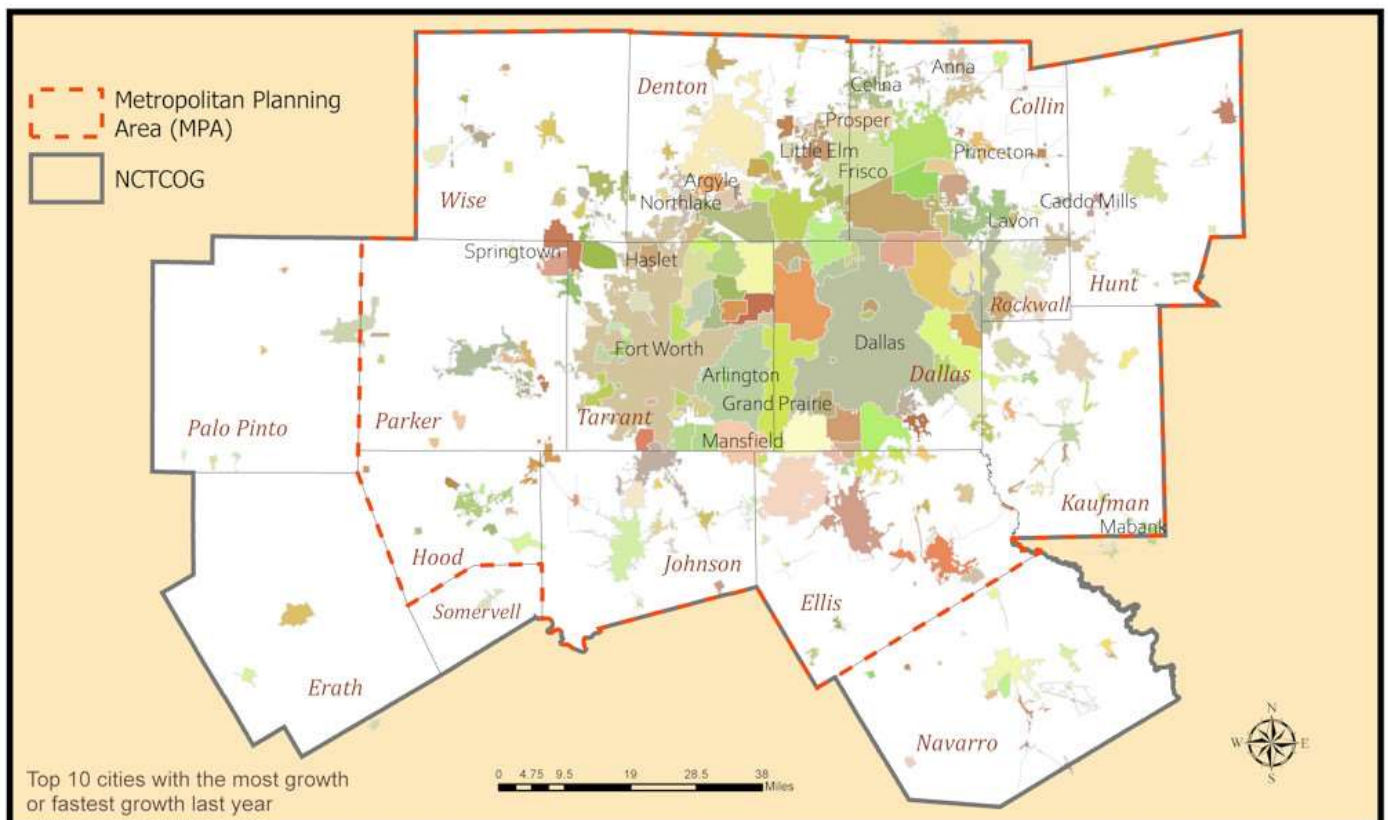 Metropolitan Planning
Area (MPA)
NCTCOG
Denton
Celina
Anna
Collin
Prosper
Little Elm
Princeton
Frisco
Argyle
Wise
Northlake
Caddo Mills
Lavon
Springtown
Haslet
Hunt
Rockwall
Fort Worth
Dallas
Arlington
Dallas
Grand Prairie
Palo Pinto
Parker
Tarrant
Mansfield
Kaufman
Mabank
Hood
Johnson
Somervell
Ellis
Erath
Navarro
N
W
E
S
Top 10 cities with the most growth
or fastest growth last year
0 4.75 9.5 19 28.5 38
Miles